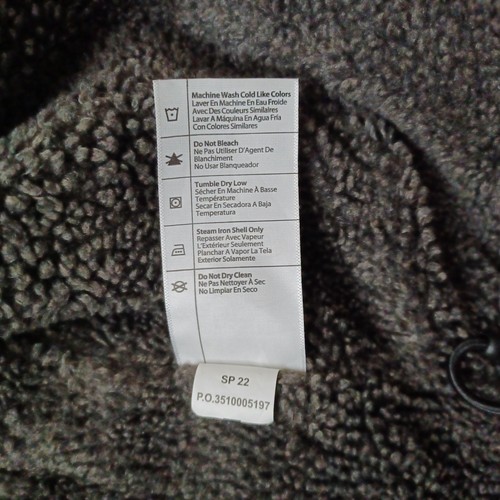 Machine Wash Cold Like Colors
Laver En Machine En Eau Froide
Avec Des Couleurs Similaires
Lavar A Máquina En Agua Fría
Con Colores Similares
Do Not Bleach
Ne Pas Utiliser D'Agent De
Blanchiment
No Usar Blanqueador
Tumble Dry Low
Sécher En Machine À Basse
Température
Secar En Secadora A Baja
Temperatura
Steam Iron Shell Only
Repasser Avec Vapeur
L'Extérieur Seulement
Planchar A Vapor La Tela
Exterior Solamente
Do Not Dry Clean
Ne Pas Nettoyer À Sec
No Limpiar En Seco
SP 22
P.O.3510005197